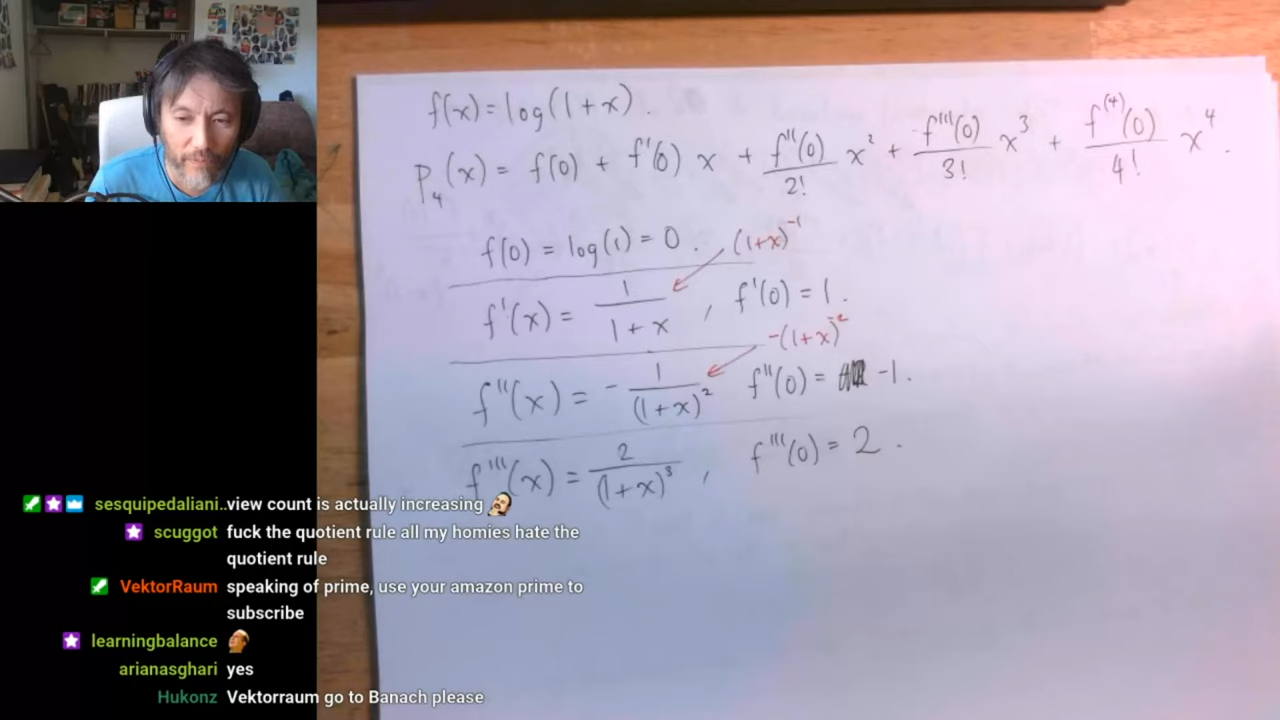 f(x) = log(1+x).
P₄(x) = f(0) + f'(0) x + f''(0)/2! x² + f'''(0)/3! x³ + f⁽⁴⁾(0)/4! x⁴.
f(0) = log(1) = 0. (1+x)⁻¹
f'(x) = 1/(1+x), f'(0) = 1.
-(1+x)⁻²
f''(x) = - 1/(1+x)² f''(0) = -1.
f'''(x) = 2/(1+x)³, f'''(0) = 2.
sesquipedaliani.. view count is actually increasing
scuggot fuck the quotient rule all my homies hate the
quotient rule
VektorRaum speaking of prime, use your amazon prime to
subscribe
learningbalance
arianasghari yes
Hukonz Vektorraum go to Banach please